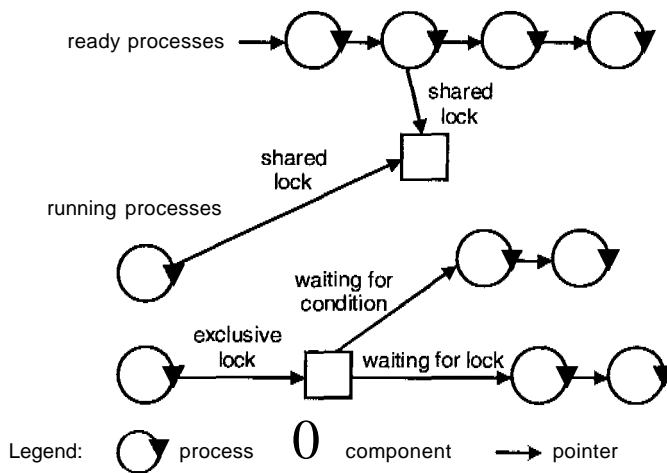 ready processes
shared
lock
shared
lock
running processes
waiting for
condition
exclusive
lock
waiting for lock
Legend: process 0 component pointer